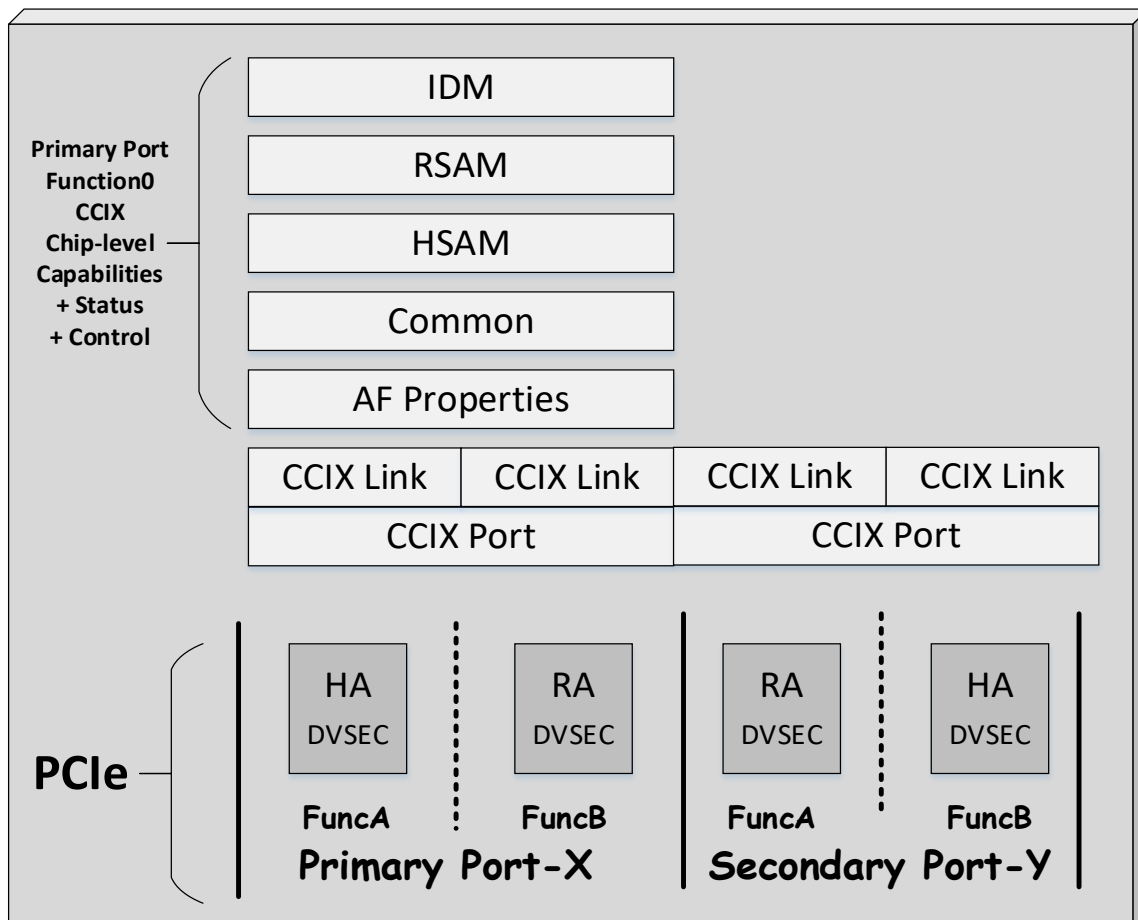 IDM
RSAM
HSAM
Common
AF Properties
Primary Port
Function0
CCIX
Chip-level
Capabilities
+ Status
+ Control
CCIX Link CCIX Link CCIX Link CCIX Link
CCIX Port CCIX Port
PCIe
HA RA RA HA
DVSEC DVSEC DVSEC DVSEC
FuncA FuncB FuncA FuncB
Primary Port-X Secondary Port-Y